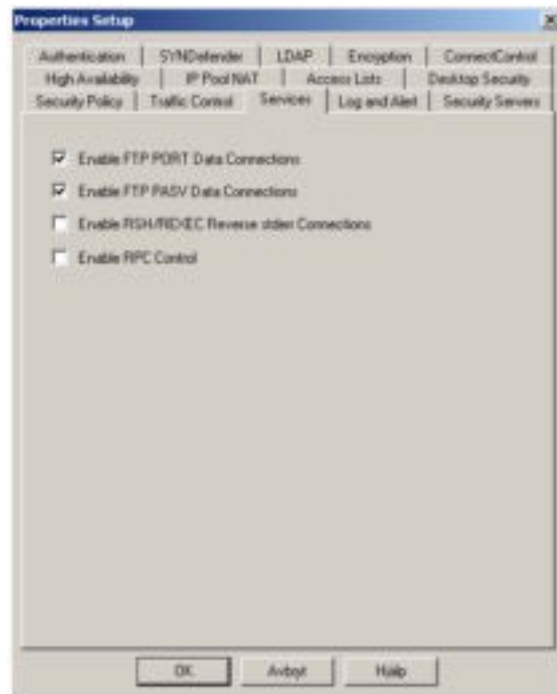 Properties Setup
Authentication SYNDefender LDAP Encryption ConnectControl
High Availability IP Pool NAT Access Lists Desktop Security
Security Policy Traffic Control Services Log and Alert Security Servers
Enable FTP PORT Data Connections
Enable FTP PASV Data Connections
Enable RSH/REXEC Reverse stderr Connections
Enable RPC Control
OK Avbryt Hjälp